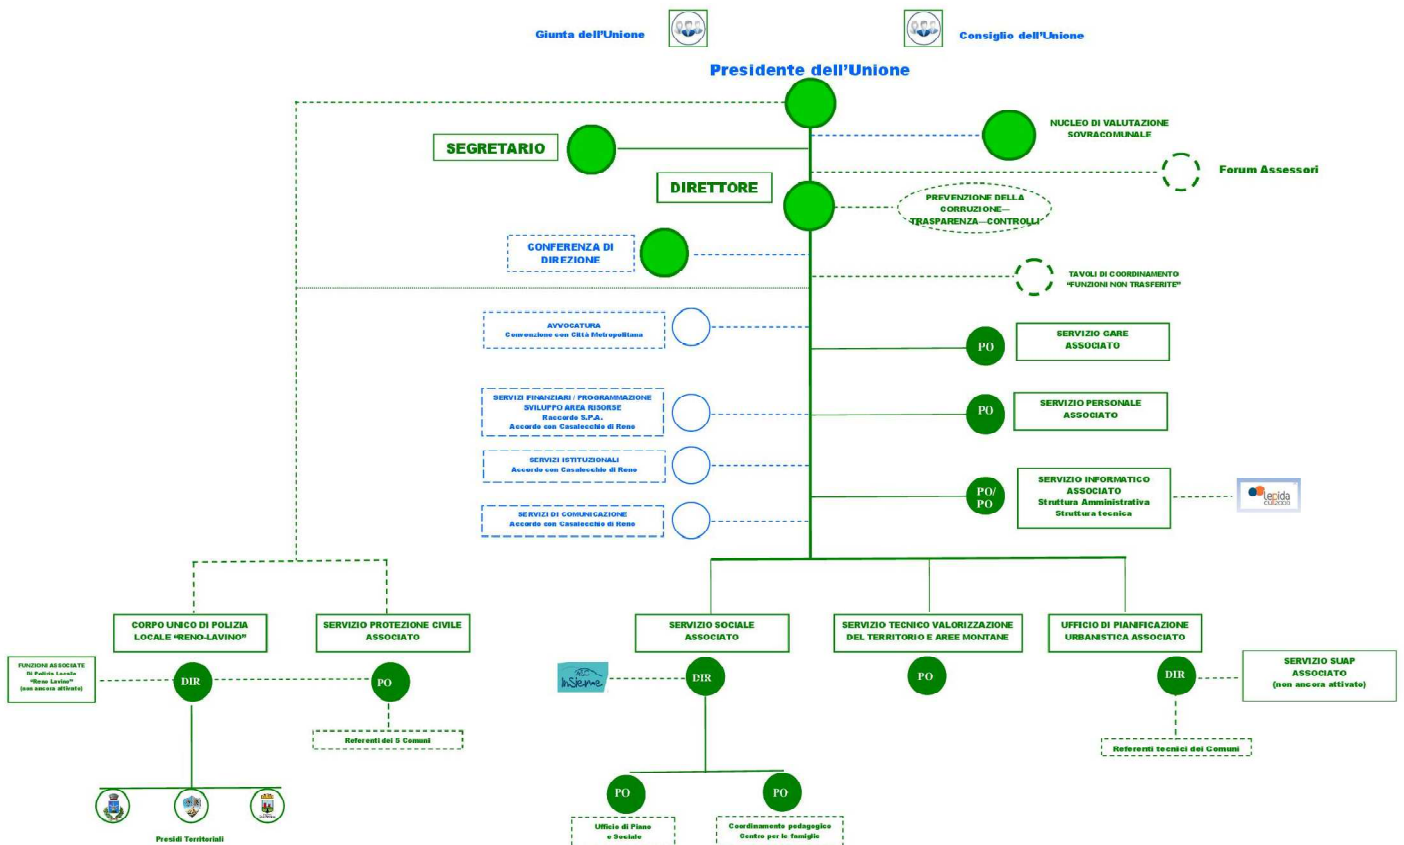 Giunta dell'Unione
Consiglio dell'Unione
Presidente dell'Unione
NUCLEO DI VALUTAZIONE
SOVRACOMUNALE
SEGRETARIO
Forum Assessori
DIRETTORE
PREVENZIONE DELLA
CORRUZIONE—
TRASPARENZA—CONTROLLI
CONFERENZA DI
DIREZIONE
TAVOLI DI COORDINAMENTO
"FUNZIONI NON TRASFERITE"
AVVOCATURA
Convenzione con Città Metropolitana
PO
SERVIZIO GARE
ASSOCIATO
SERVIZI FINANZIARI / PROGRAMMAZIONE
SVILUPPO AREA RISORSE
Raccordo S.P.A.
Accordo con Casalecchio di Reno
PO
SERVIZIO PERSONALE
ASSOCIATO
SERVIZI ISTITUZIONALI
Accordo con Casalecchio di Reno
PO/
PO
SERVIZIO INFORMATICO
ASSOCIATO
Struttura Amministrativa
Struttura tecnica
lepida
SERVIZI DI COMUNICAZIONE
Accordo con Casalecchio di Reno
CORPO UNICO DI POLIZIA
LOCALE "RENO-LAVINO"
SERVIZIO PROTEZIONE CIVILE
ASSOCIATO
SERVIZIO SOCIALE
ASSOCIATO
SERVIZIO TECNICO VALORIZZAZIONE
DEL TERRITORIO E AREE MONTANE
UFFICIO DI PIANIFICAZIONE
URBANISTICA ASSOCIATO
FUNZIONI ASSOCIATE
Di Polizia Locale
"Reno Lavino"
(non ancora attivato)
DIR
PO
InSieme
DIR
PO
DIR
SERVIZIO SUAP
ASSOCIATO
(non ancora attivato)
Referenti dei 5 Comuni
Referenti tecnici dei Comuni
PO
PO
Presidi Territoriali
Ufficio di Piano
e Sociale
Coordinamento pedagogico
Centro per le famiglie